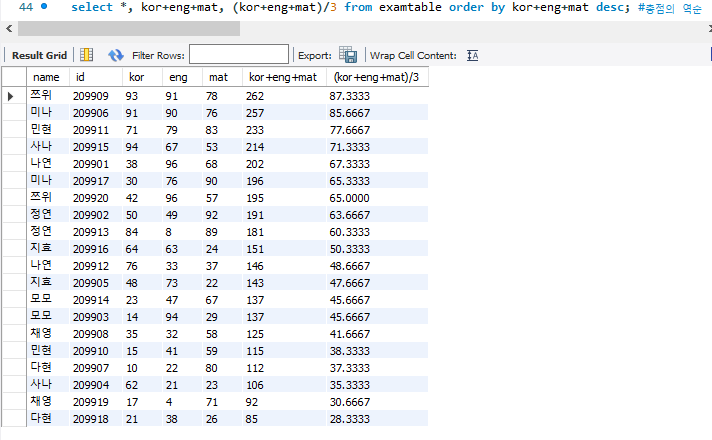 44 select *, kor+eng+mat, (kor+eng+mat)/3 from examtable order by kor+eng+mat desc; #총점의 역순
Result Grid Filter Rows: Export: Wrap Cell Content:
name id kor eng mat kor+eng+mat (kor+eng+mat)/3
쯔위 209909 93 91 78 262 87.3333
미나 209906 91 90 76 257 85.6667
민현 209911 71 79 83 233 77.6667
사나 209915 94 67 53 214 71.3333
나연 209901 38 96 68 202 67.3333
미나 209917 30 76 90 196 65.3333
쯔위 209920 42 96 57 195 65.0000
정연 209902 50 49 92 191 63.6667
정연 209913 84 8 89 181 60.3333
지효 209916 64 63 24 151 50.3333
나연 209912 76 33 37 146 48.6667
지효 209905 48 73 22 143 47.6667
모모 209914 23 47 67 137 45.6667
모모 209903 14 94 29 137 45.6667
채영 209908 35 32 58 125 41.6667
민현 209910 15 41 59 115 38.3333
다현 209907 10 22 80 112 37.3333
사나 209904 62 21 23 106 35.3333
채영 209919 17 4 71 92 30.6667
다현 209918 21 38 26 85 28.3333